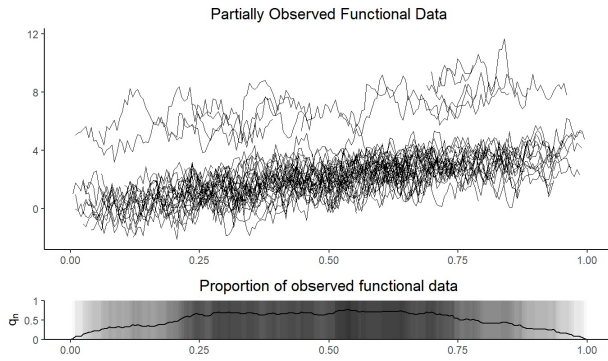 Partially Observed Functional Data
12
8
4
0
0.00 0.25 0.50 0.75 1.00
Proportion of observed functional data
qn
1
0.5
0
0.00 0.25 0.50 0.75 1.00